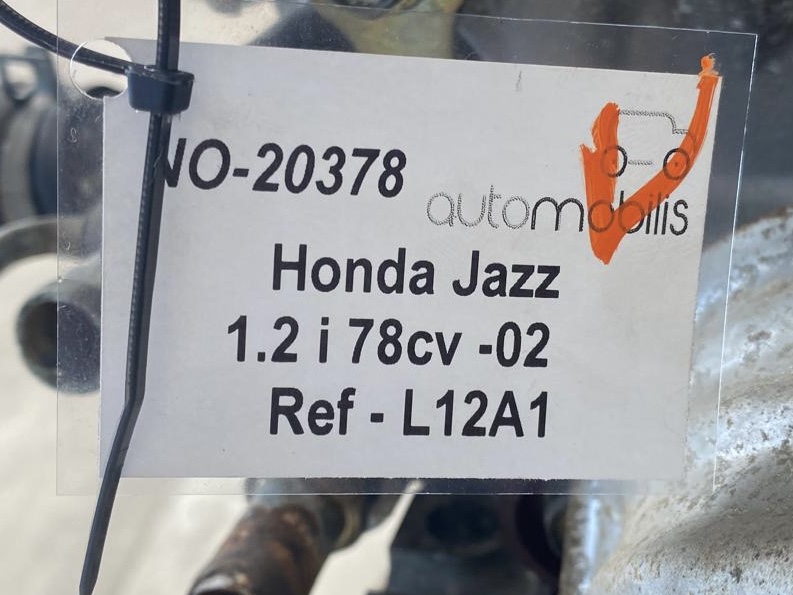 NO-20378
automobilis
Honda Jazz
1.2 i 78cv -02
Ref - L12A1